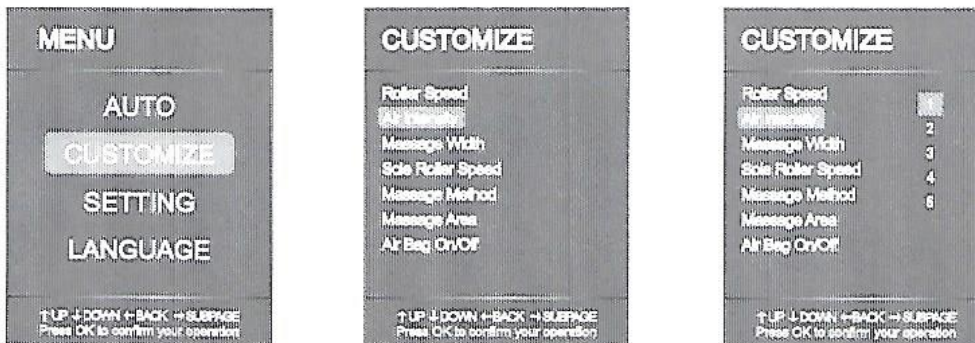 MENU
AUTO
CUSTOMIZE
SETTING
LANGUAGE
↑UP ↓DOWN ←BACK →SUBPAGE
Press OK to confirm your operation
CUSTOMIZE
Roller Speed
Air Intensity
Massage Width
Sole Roller Speed
Massage Method
Massage Area
Air Bag On/Off
↑UP ↓DOWN ←BACK →SUBPAGE
Press OK to confirm your operation
CUSTOMIZE
Roller Speed
Air Intensity
Massage Width
Sole Roller Speed
Massage Method
Massage Area
Air Bag On/Off
1
2
3
4
↑UP ↓DOWN ←BACK →SUBPAGE
Press OK to confirm your operation